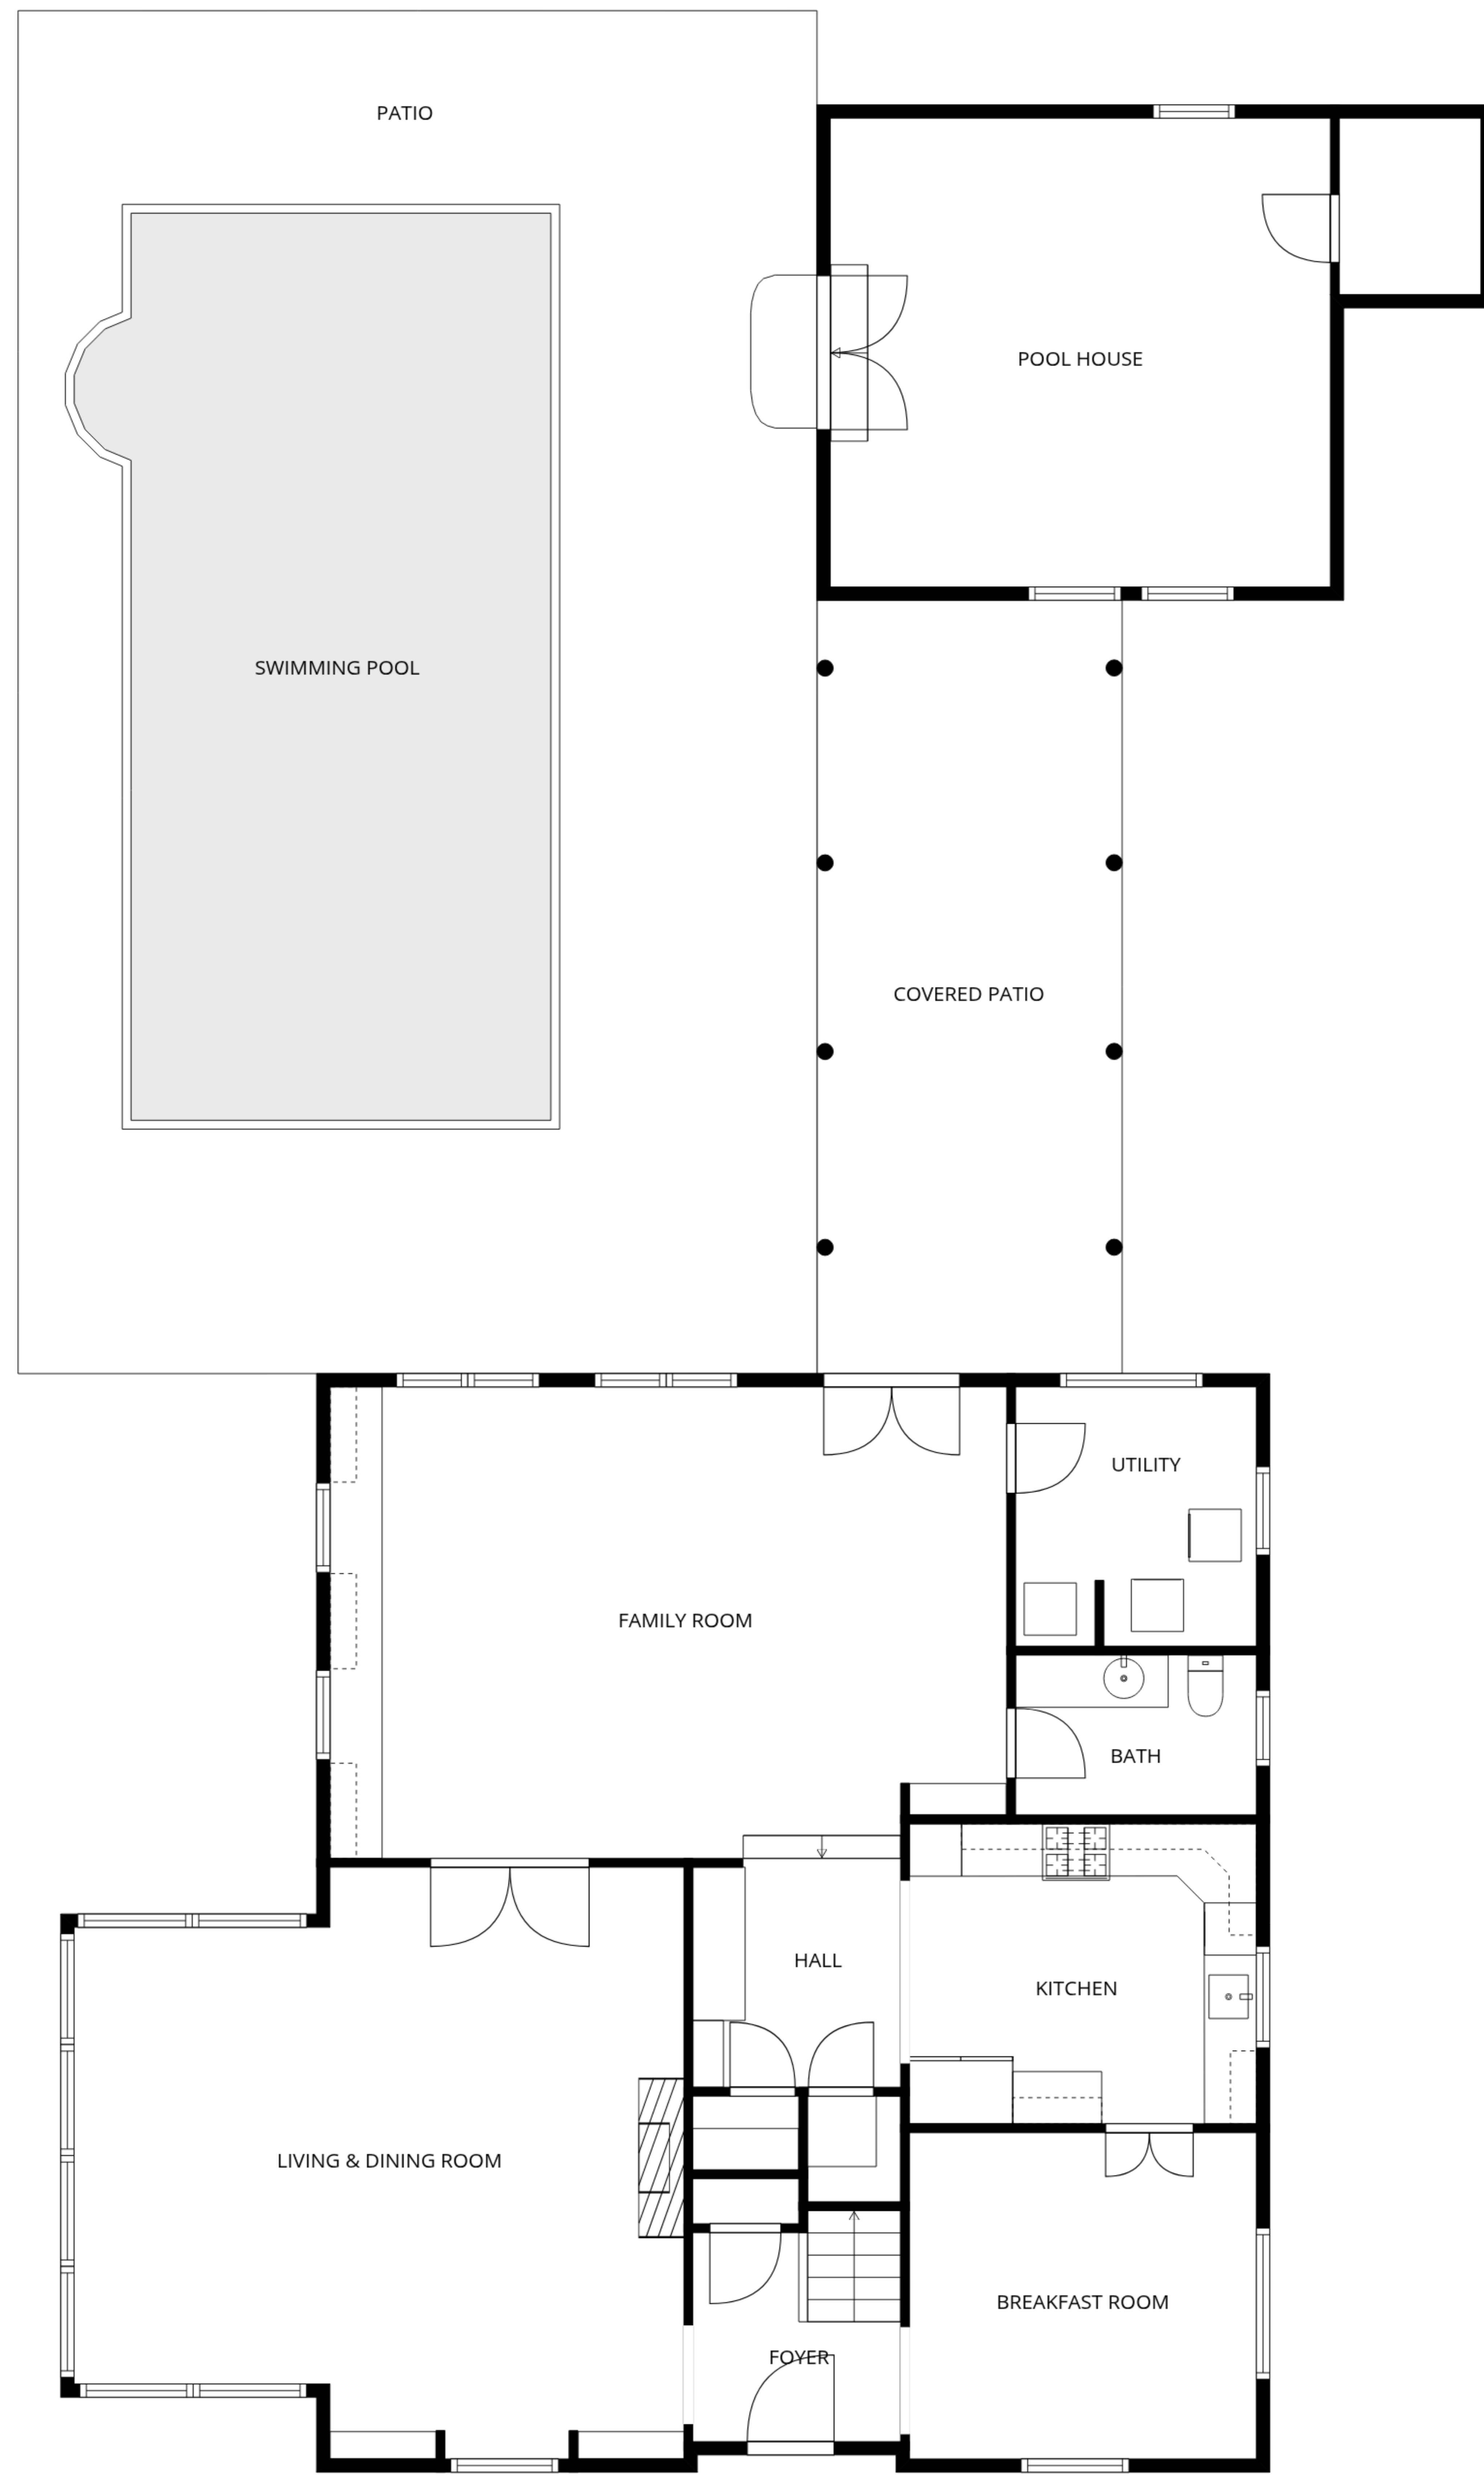 PATIO
POOL HOUSE
SWIMMING POOL
COVERED PATIO
UTILITY
FAMILY ROOM
BATH
HALL
KITCHEN
LIVING & DINING ROOM
BREAKFAST ROOM
FOYER